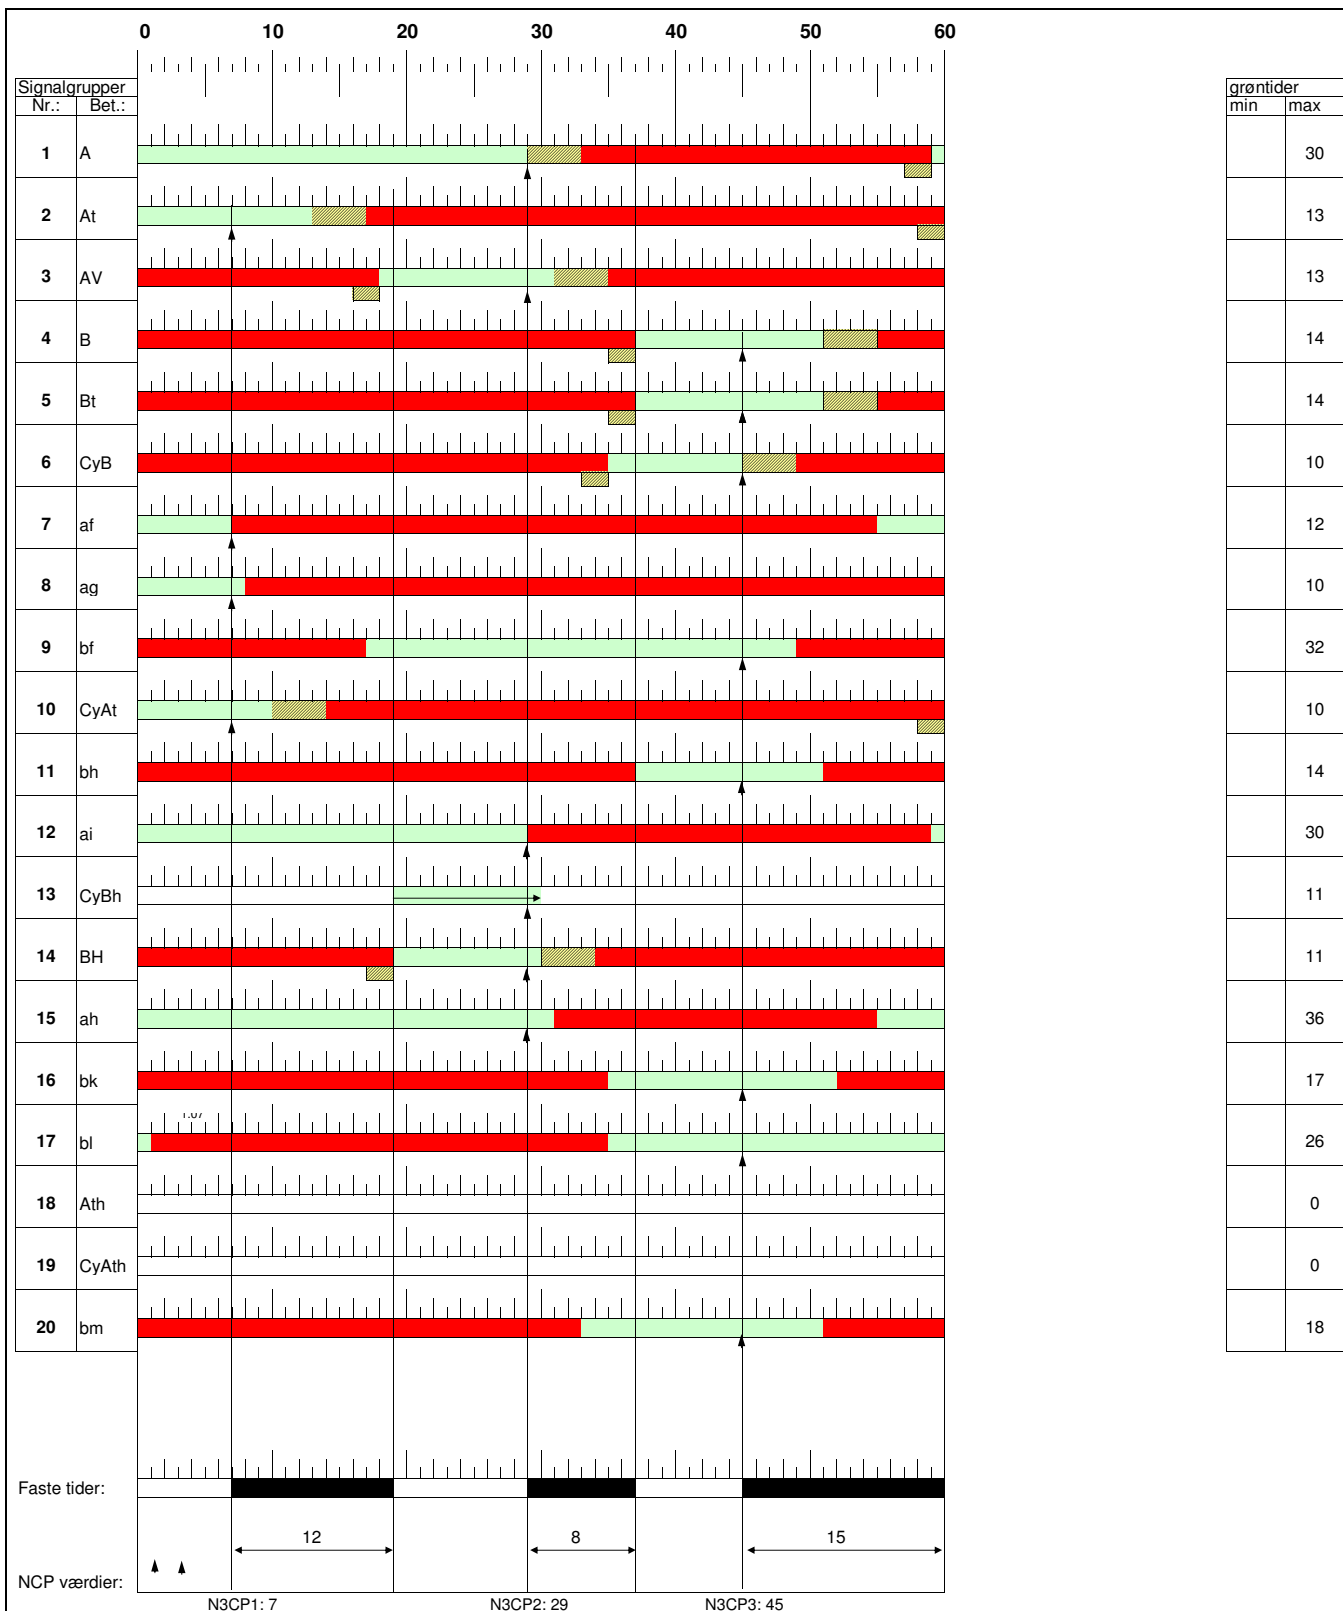 0 10 20 30 40 50 60
Signalgrupper grøntider
Nr.: Bet.: min max
1 A 30
2 At 13
3 AV 13
4 B 14
5 Bt 14
6 CyB 10
7 af 12
8 ag 10
9 bf 32
10 CyAt 10
11 bh 14
12 ai 30
13 CyBh 11
14 BH 11
15 ah 36
16 bk 17
17 bl 26
18 Ath 0
19 CyAth 0
20 bm 18
Faste tider:
12 8 15
NCP værdier:
N3CP1: 7 N3CP2: 29 N3CP3: 45